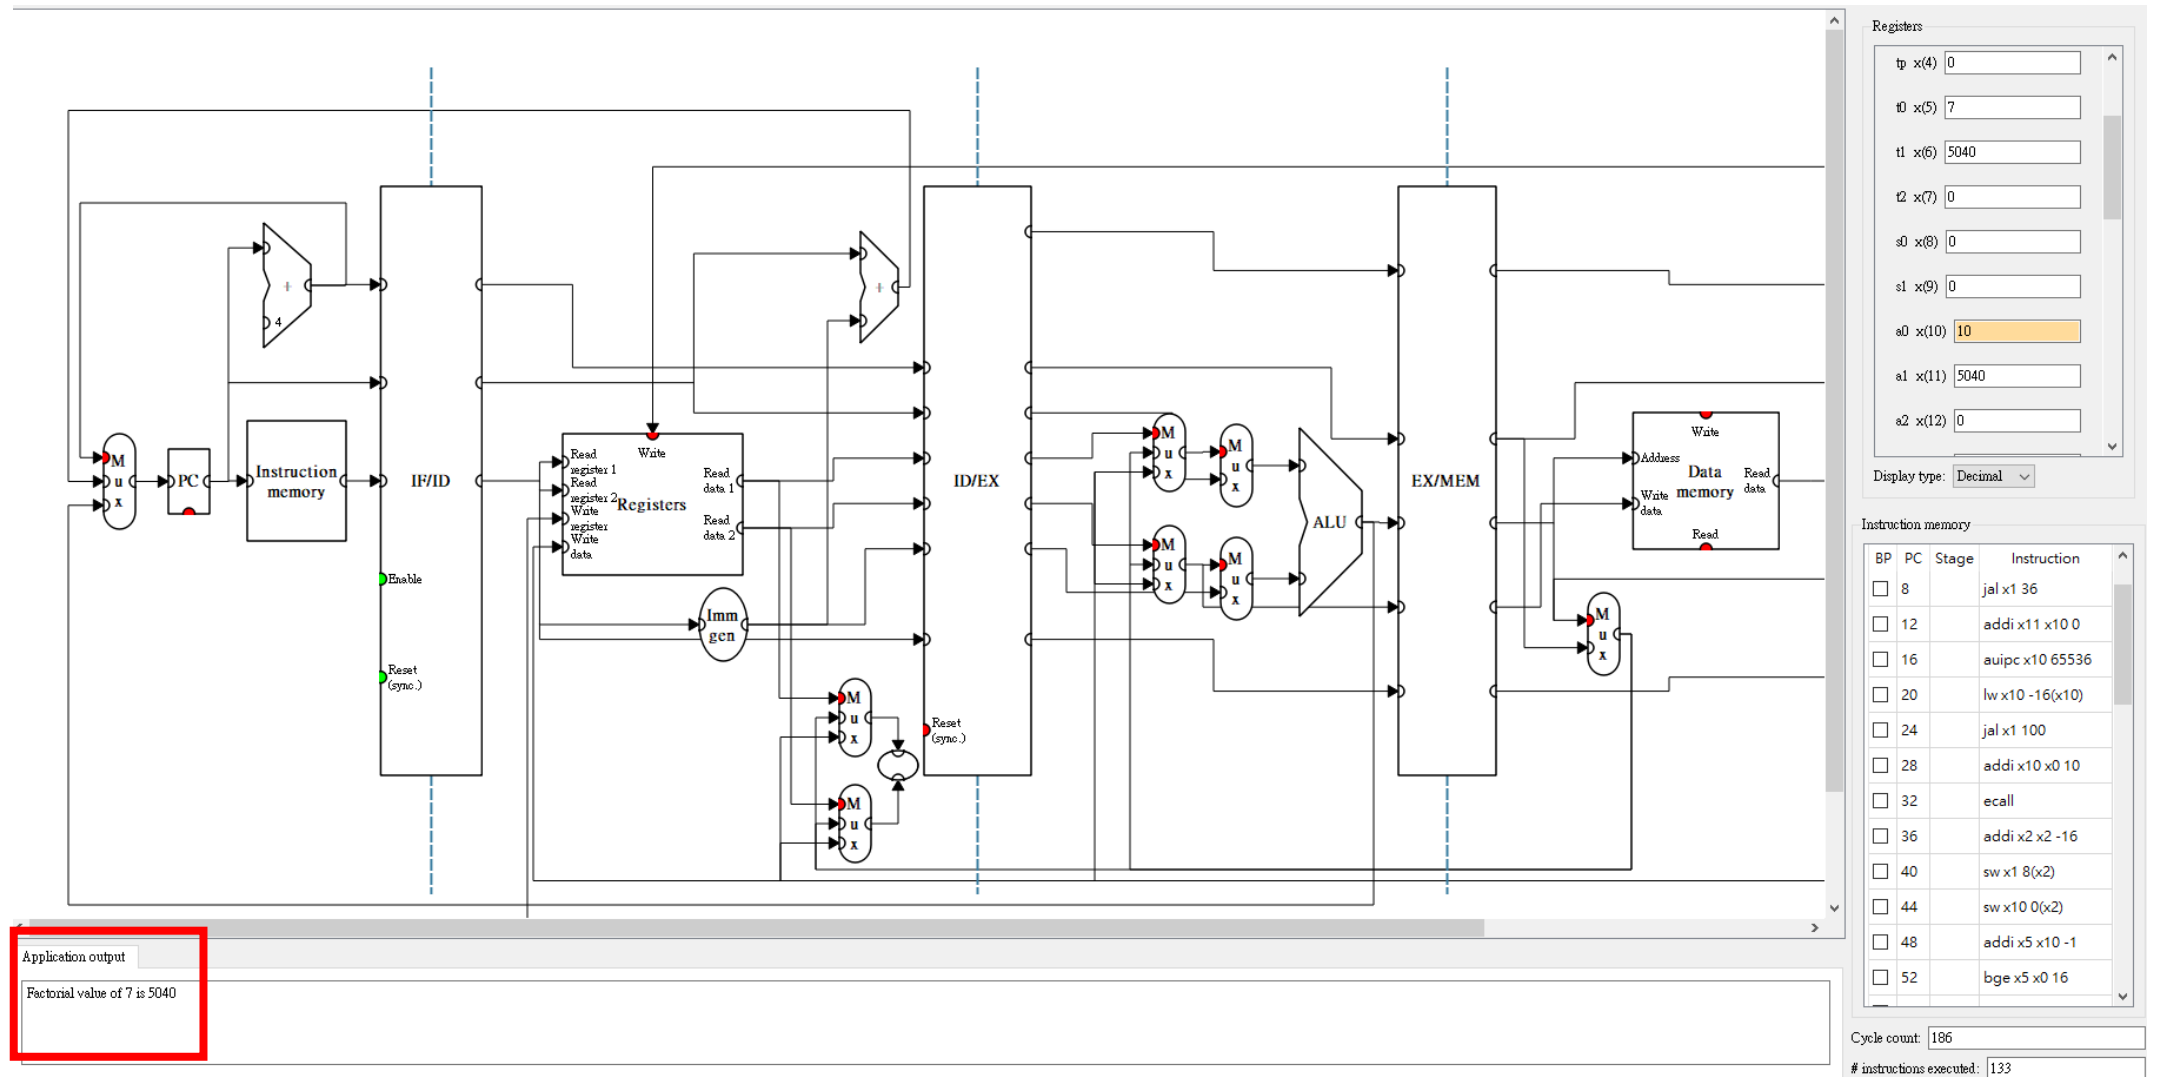 +
4
M
u
x
PC
Instruction
memory
IF/ID
Enable
Reset
(sync.)
Read
register 1
Read
register 2
Write
register
Write
data
Write
Registers
Read
data 1
Read
data 2
Imm
gen
+
M
u
x
M
u
x
ID/EX
Reset
(sync.)
M
u
x
M
u
x
M
u
x
M
u
x
ALU
EX/MEM
M
u
x
Write
Address
Data
memory
Write
data
Read
data
Read
Application output
Factorial value of 7 is 5040
Registers
tp x(4) 0
t0 x(5) 7
t1 x(6) 5040
t2 x(7) 0
s0 x(8) 0
s1 x(9) 0
a0 x(10) 10
a1 x(11) 5040
a2 x(12) 0
Display type: Decimal
Instruction memory
BP PC Stage Instruction
8 jal x1 36
12 addi x11 x10 0
16 auipc x10 65536
20 lw x10 -16(x10)
24 jal x1 100
28 addi x10 x0 10
32 ecall
36 addi x2 x2 -16
40 sw x1 8(x2)
44 sw x10 0(x2)
48 addi x5 x10 -1
52 bge x5 x0 16
Cycle count: 186
# instructions executed: 133